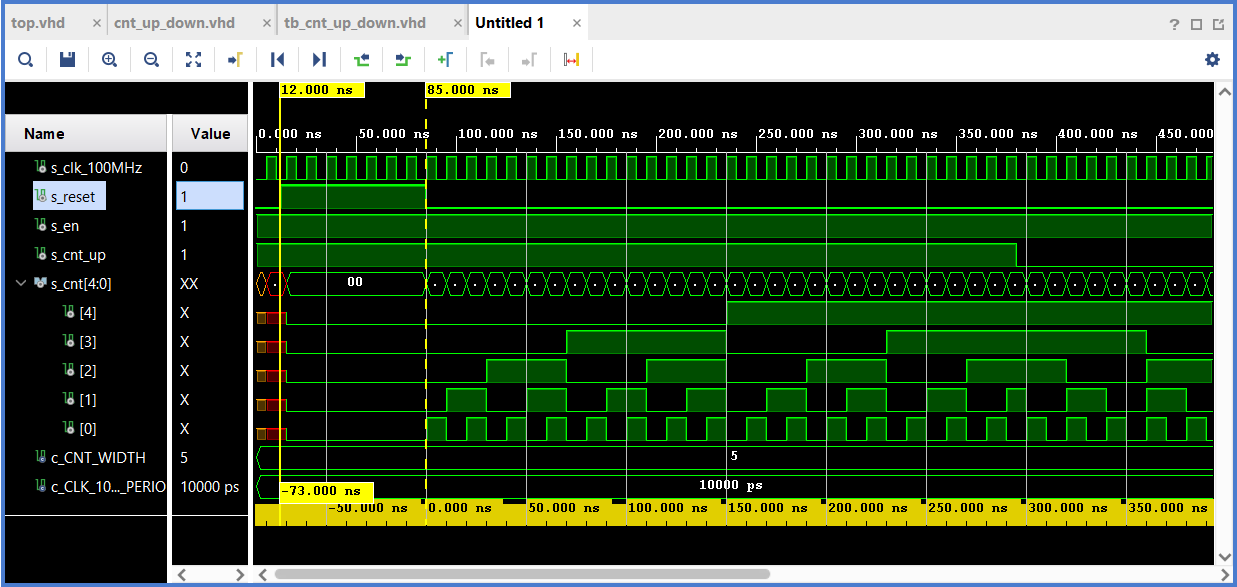 top.vhd × cnt_up_down.vhd × tb_cnt_up_down.vhd × Untitled 1 × ?
12.000 ns 85.000 ns
Name Value
0.000 ns 50.000 ns 100.000 ns 150.000 ns 200.000 ns 250.000 ns 300.000 ns 350.000 ns 400.000 ns 450.000
s_clk_100MHz 0
s_reset 1
s_en 1
s_cnt_up 1
s_cnt[4:0] XX 00
[4] X
[3] X
[2] X
[1] X
[0] X
c_CNT_WIDTH 5 5
c_CLK_10..._PERIO 10000 ps 10000 ps
-73.000 ns
-50.000 ns 0.000 ns 50.000 ns 100.000 ns 150.000 ns 200.000 ns 250.000 ns 300.000 ns 350.000 ns